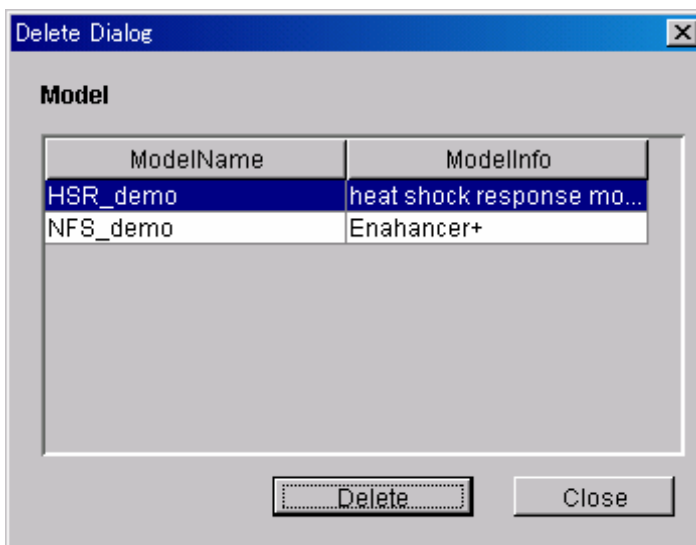 Delete Dialog
Model
ModelName ModelInfo
HSR_demo heat shock response mo...
NFS_demo Enahancer+
Delete Close